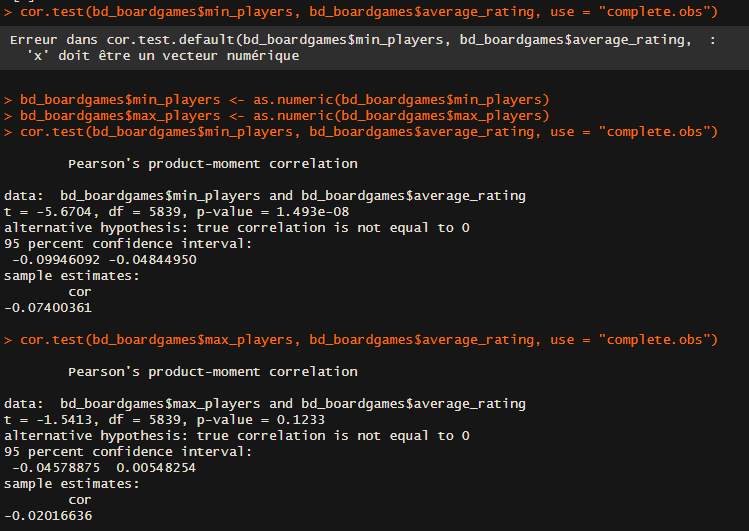 > cor.test(bd_boardgames$min_players, bd_boardgames$average_rating, use = "complete.obs")
Erreur dans cor.test.default(bd_boardgames$min_players, bd_boardgames$average_rating,  :
  'x' doit être un vecteur numérique
> bd_boardgames$min_players <- as.numeric(bd_boardgames$min_players)
> bd_boardgames$max_players <- as.numeric(bd_boardgames$max_players)
> cor.test(bd_boardgames$min_players, bd_boardgames$average_rating, use = "complete.obs")
        Pearson's product-moment correlation
data:  bd_boardgames$min_players and bd_boardgames$average_rating
t = -5.6704, df = 5839, p-value = 1.493e-08
alternative hypothesis: true correlation is not equal to 0
95 percent confidence interval:
 -0.09946092 -0.04844950
sample estimates:
        cor
-0.07400361
> cor.test(bd_boardgames$max_players, bd_boardgames$average_rating, use = "complete.obs")
        Pearson's product-moment correlation
data:  bd_boardgames$max_players and bd_boardgames$average_rating
t = -1.5413, df = 5839, p-value = 0.1233
alternative hypothesis: true correlation is not equal to 0
95 percent confidence interval:
 -0.04578875  0.00548254
sample estimates:
        cor
-0.02016636